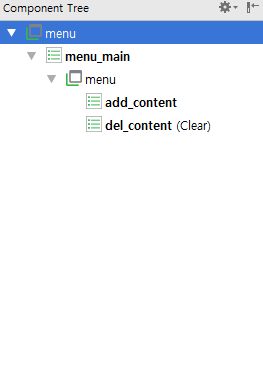 Component Tree
menu
menu_main
menu
add_content
del_content (Clear)